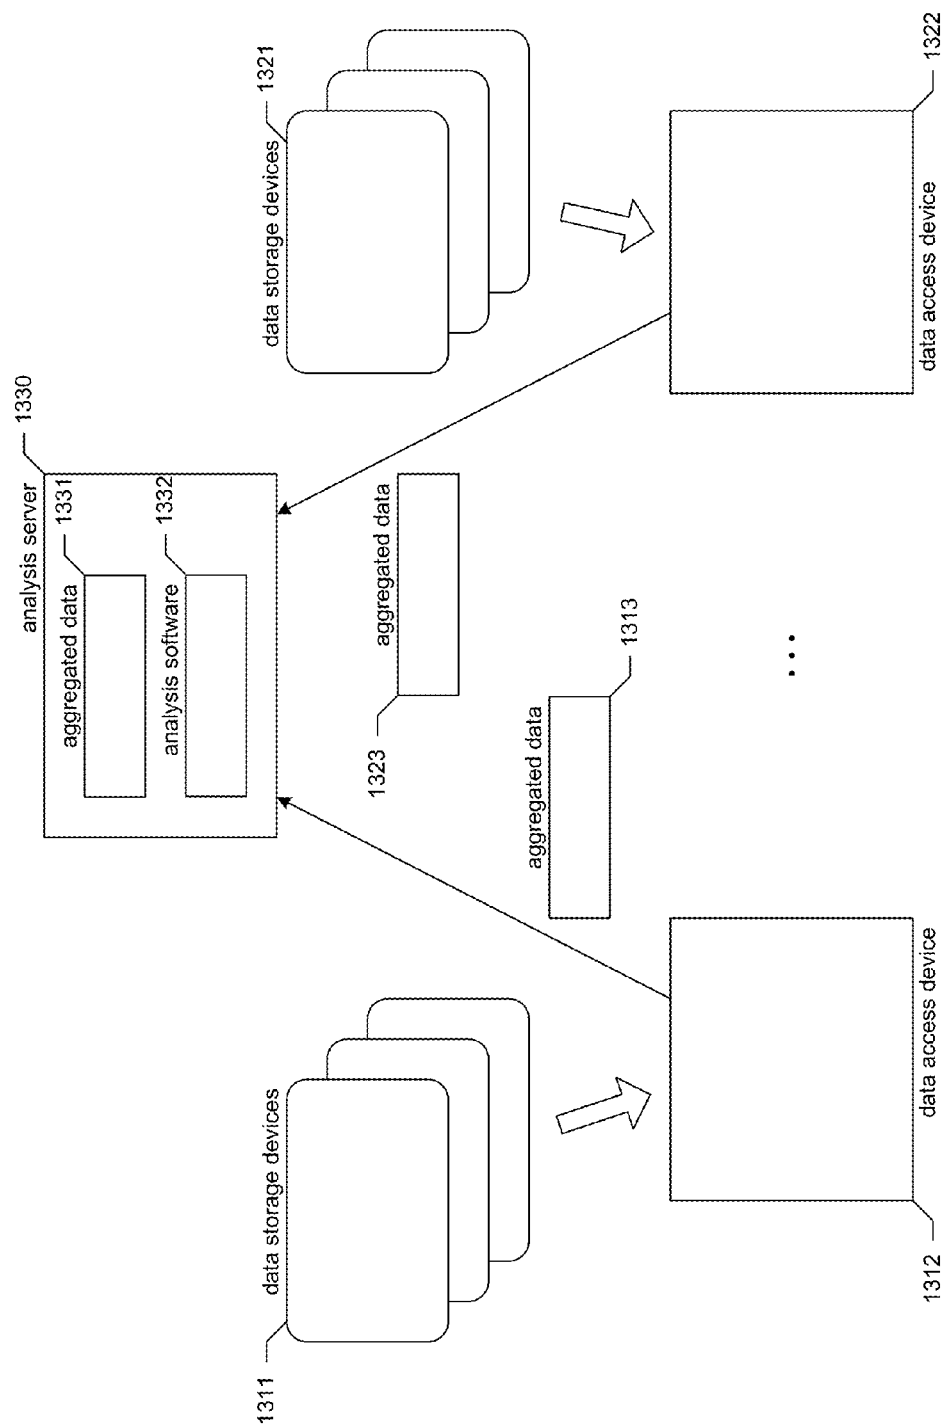 analysis server
1330
aggregated data
1331
analysis software
1332
data storage devices
1311
data storage devices
1321
aggregated data
1323
aggregated data
1313
...
data access device
1312
data access device
1322